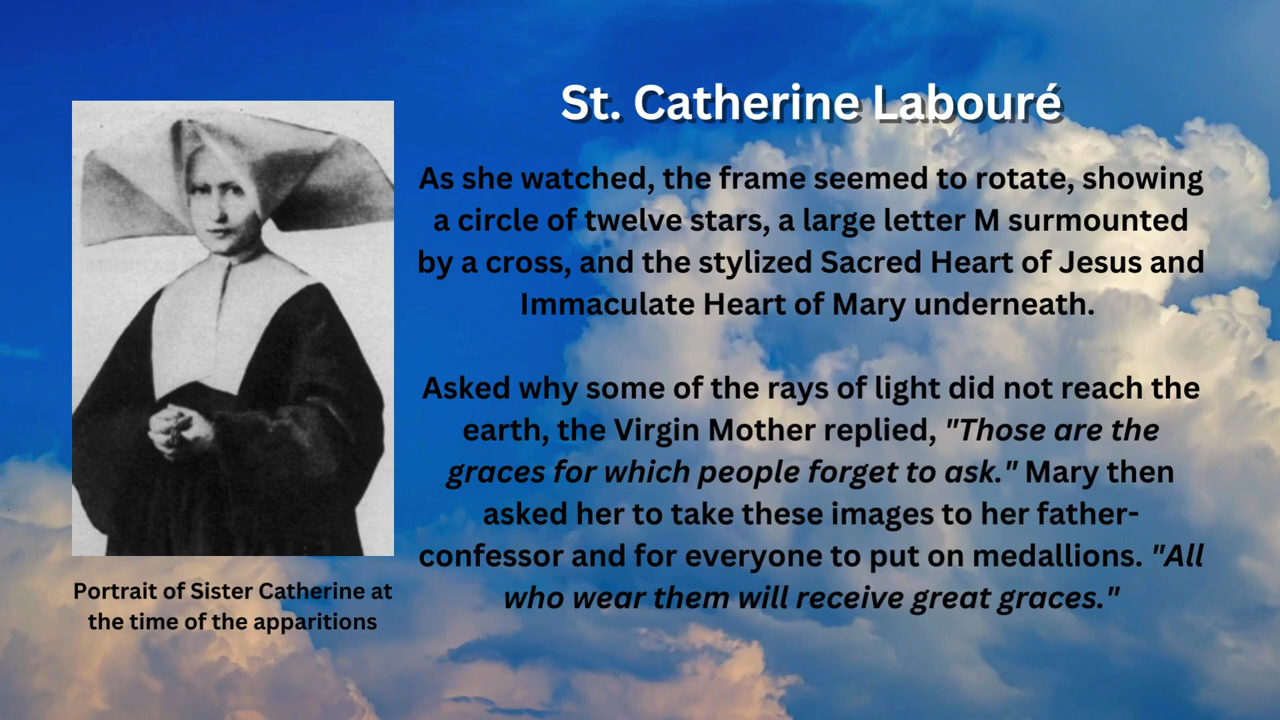 St. Catherine Labouré
As she watched, the frame seemed to rotate, showing
a circle of twelve stars, a large letter M surmounted
by a cross, and the stylized Sacred Heart of Jesus and
Immaculate Heart of Mary underneath.
Asked why some of the rays of light did not reach the
earth, the Virgin Mother replied, "Those are the
graces for which people forget to ask." Mary then
asked her to take these images to her father-
confessor and for everyone to put on medallions. "All
who wear them will receive great graces."
Portrait of Sister Catherine at
the time of the apparitions